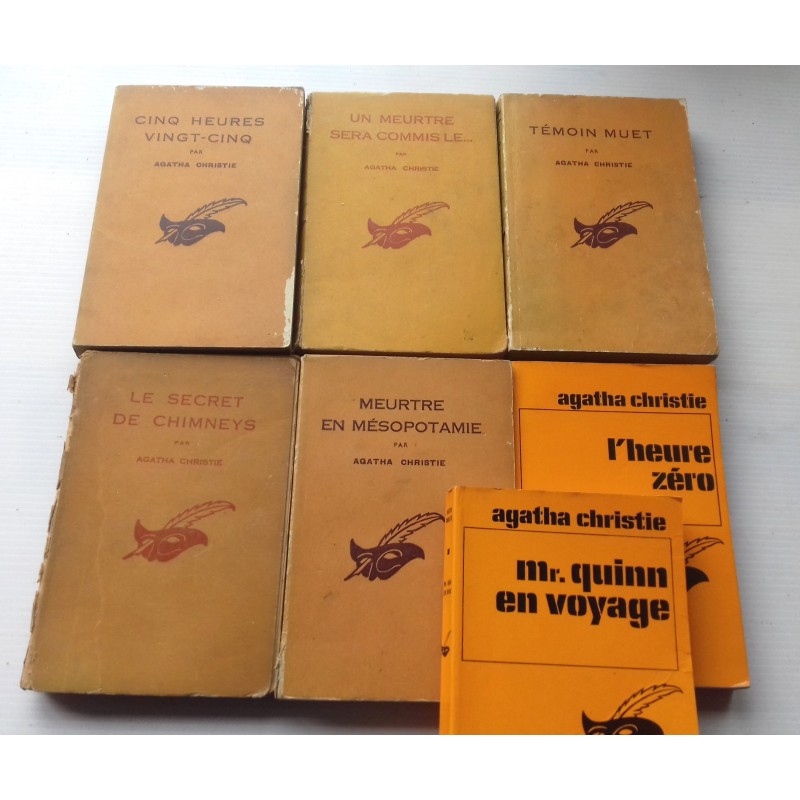 CINQ HEURES
VINGT-CINQ
PAR
AGATHA CHRISTIE
UN MEURTRE
SERA COMMIS LE...
PAR
AGATHA CHRISTIE
TÉMOIN MUET
PAR
AGATHA CHRISTIE
LE SECRET
DE CHIMNEYS
PAR
AGATHA CHRISTIE
MEURTRE
EN MÉSOPOTAMIE
PAR
AGATHA CHRISTIE
agatha christie
l'heure
zéro
agatha christie
mr. quinn
en voyage